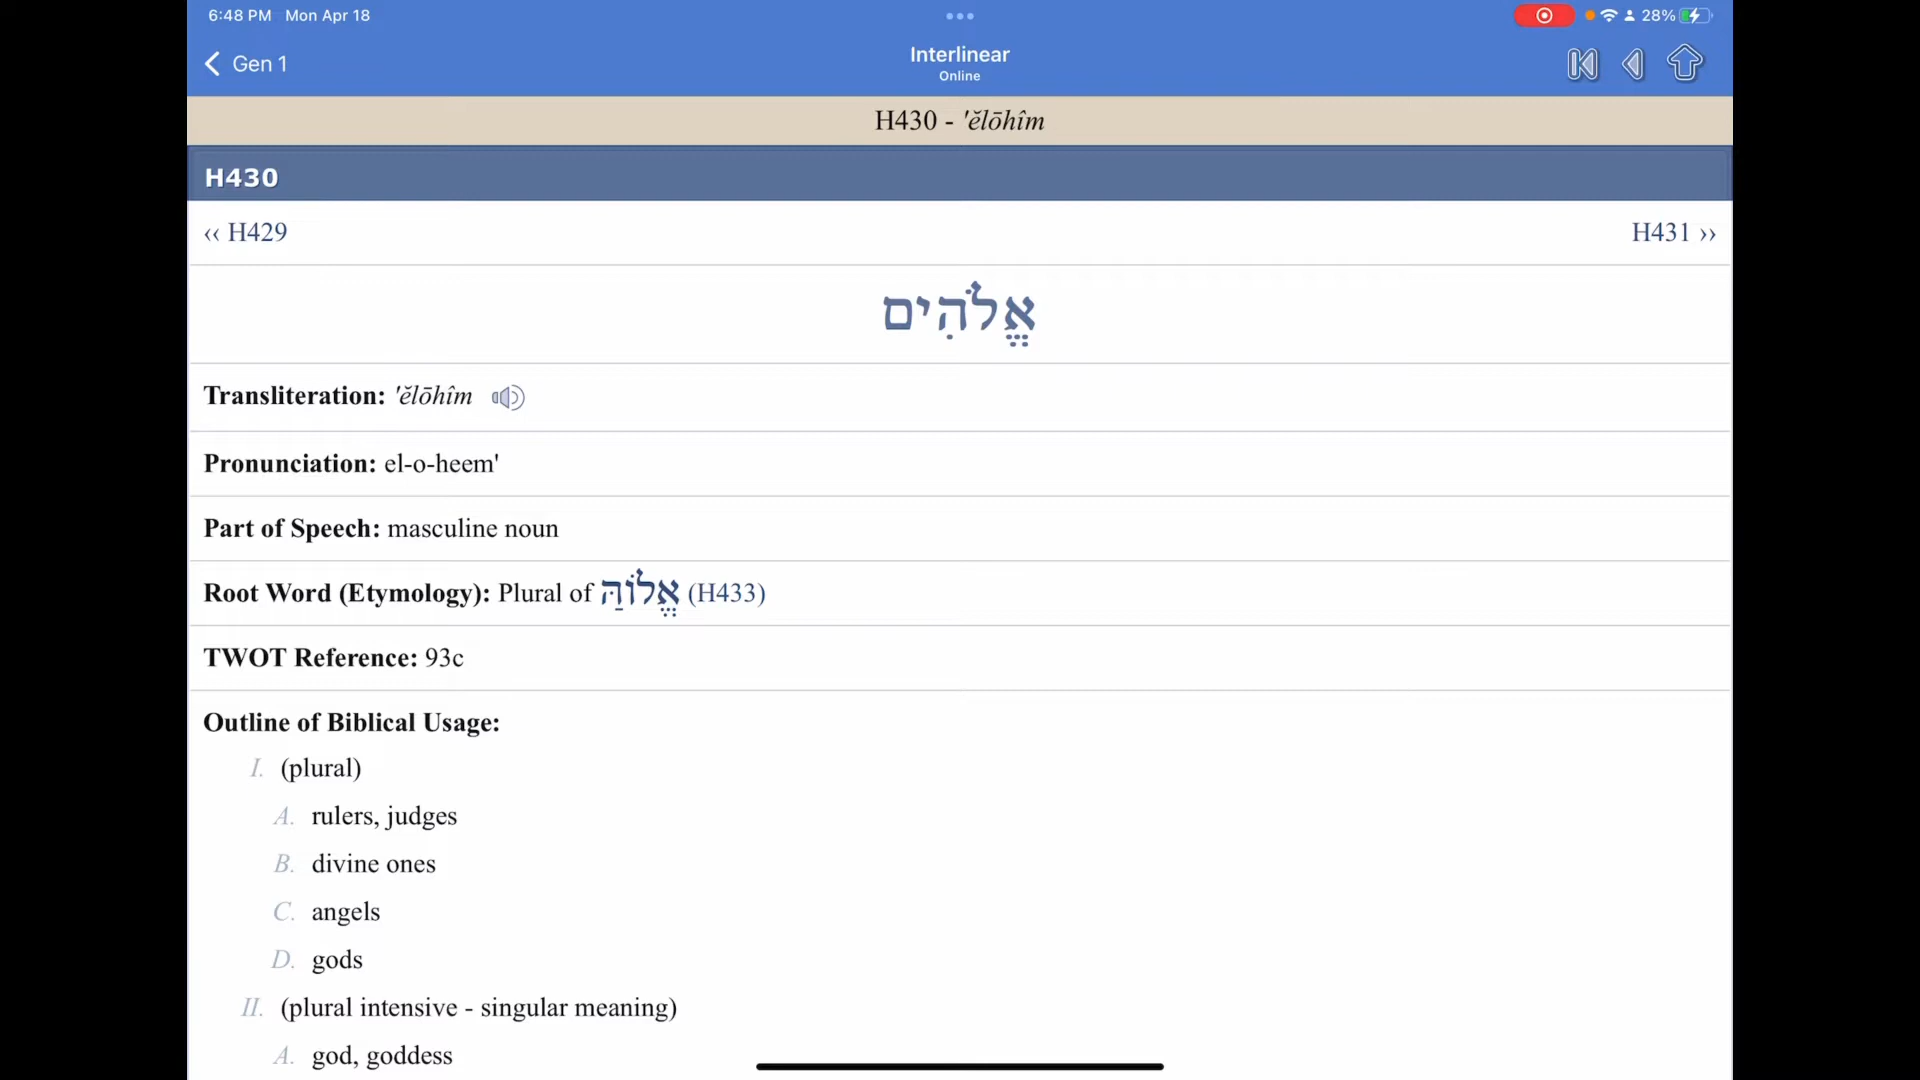 6:48 PM Mon Apr 18
28%
Gen 1
Interlinear
Online
H430 - 'ĕlōhîm
H430
‹‹ H429
H431 ››
אֱלֹהִים
Transliteration: 'ĕlōhîm
Pronunciation: el-o-heem'
Part of Speech: masculine noun
Root Word (Etymology): Plural of אֱלוֹהַּ (H433)
TWOT Reference: 93c
Outline of Biblical Usage:
I. (plural)
A. rulers, judges
B. divine ones
C. angels
D. gods
II. (plural intensive - singular meaning)
A. god, goddess